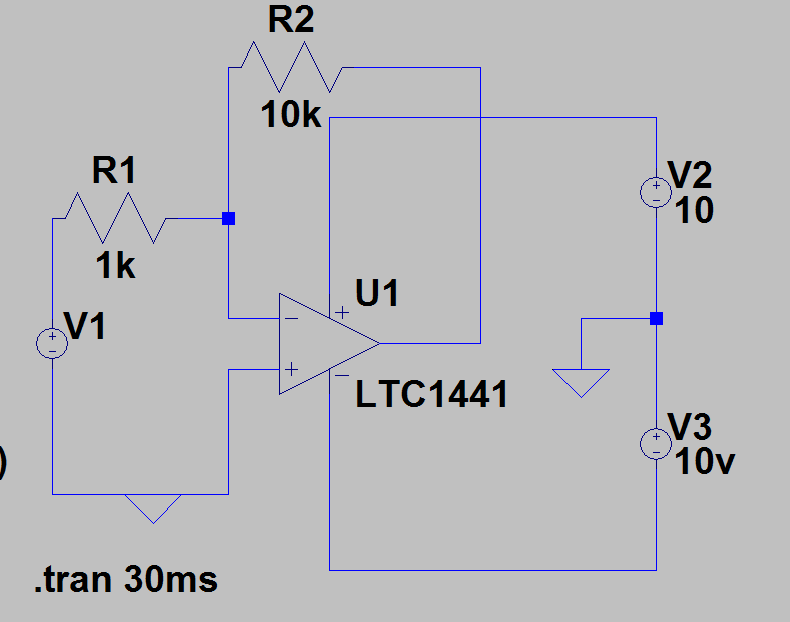 R2
10k
R1
1k
V1
V2
10
U1
+
−
+
−
LTC1441
V3
10v
)
.tran 30ms